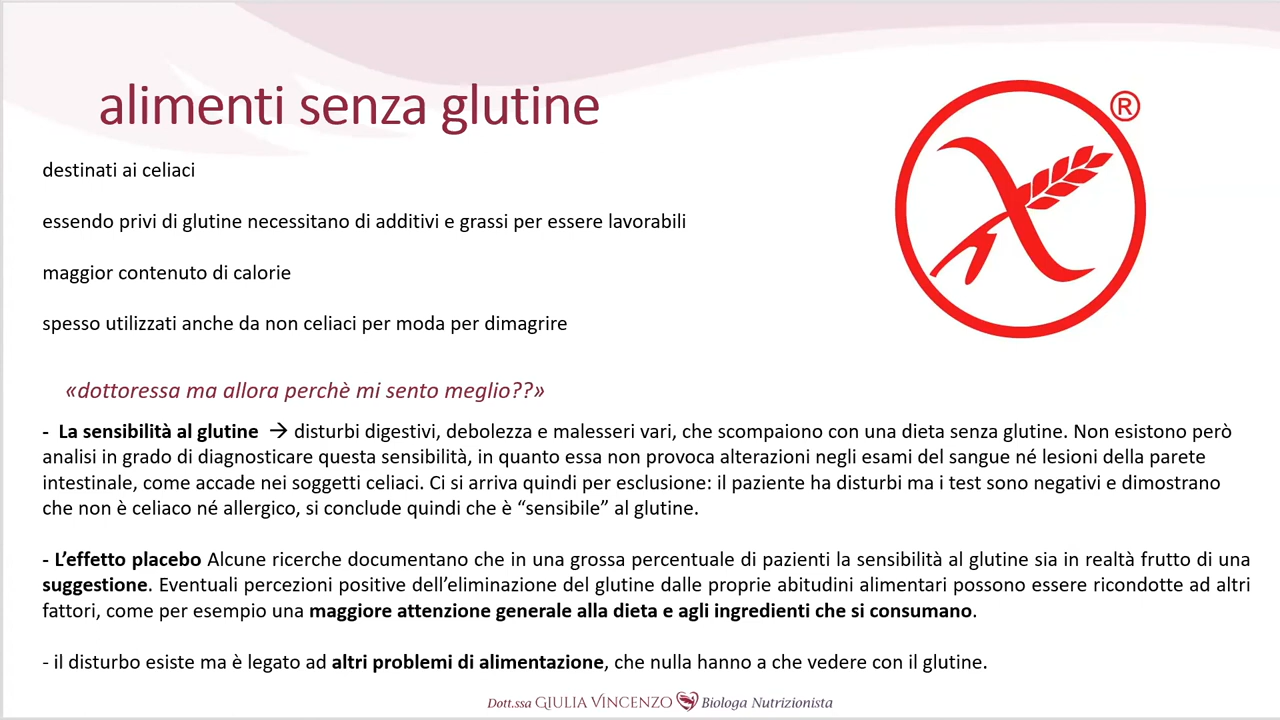 alimenti senza glutine
®
destinati ai celiaci
essendo privi di glutine necessitano di additivi e grassi per essere lavorabili
maggior contenuto di calorie
spesso utilizzati anche da non celiaci per moda per dimagrire
«dottoressa ma allora perchè mi sento meglio??»
- La sensibilità al glutine → disturbi digestivi, debolezza e malesseri vari, che scompaiono con una dieta senza glutine. Non esistono però
analisi in grado di diagnosticare questa sensibilità, in quanto essa non provoca alterazioni negli esami del sangue né lesioni della parete
intestinale, come accade nei soggetti celiaci. Ci si arriva quindi per esclusione: il paziente ha disturbi ma i test sono negativi e dimostrano
che non è celiaco né allergico, si conclude quindi che è “sensibile” al glutine.
- L’effetto placebo Alcune ricerche documentano che in una grossa percentuale di pazienti la sensibilità al glutine sia in realtà frutto di una
suggestione. Eventuali percezioni positive dell’eliminazione del glutine dalle proprie abitudini alimentari possono essere ricondotte ad altri
fattori, come per esempio una maggiore attenzione generale alla dieta e agli ingredienti che si consumano.
- il disturbo esiste ma è legato ad altri problemi di alimentazione, che nulla hanno a che vedere con il glutine.
Dott.ssa GIULIA VINCENZO Biologa Nutrizionista